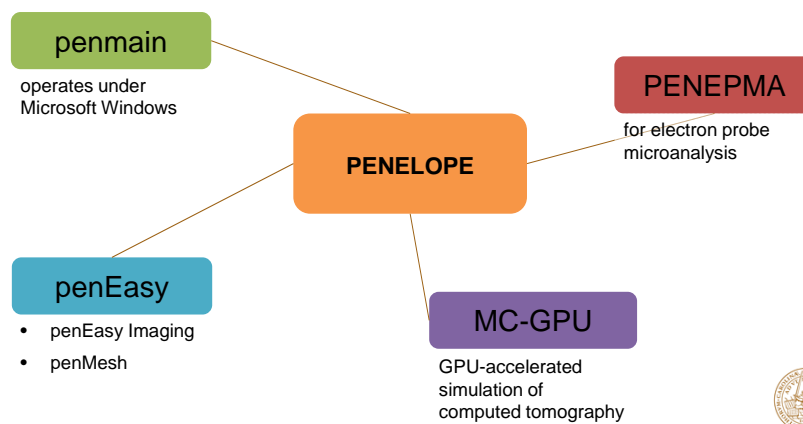 penmain
operates under
Microsoft Windows
PENEPMA
for electron probe
microanalysis
PENELOPE
penEasy
• penEasy Imaging
• penMesh
MC-GPU
GPU-accelerated
simulation of
computed tomography